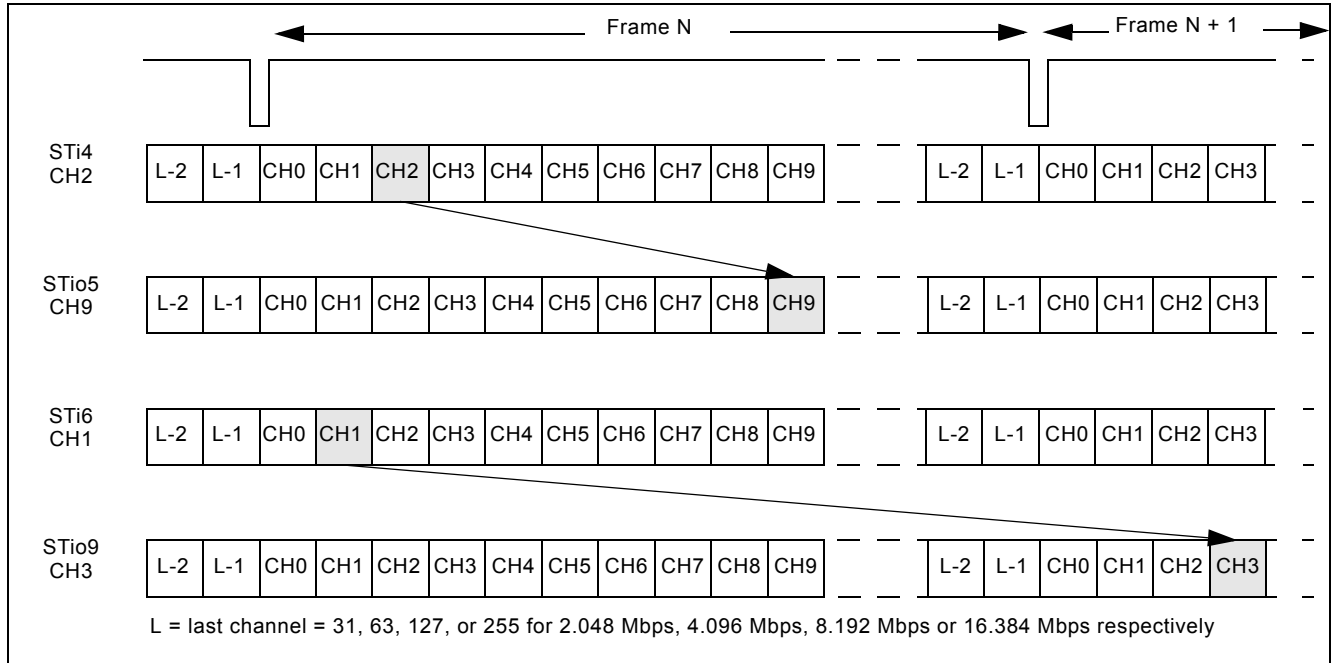 Frame N Frame N + 1
STi4
CH2
L-2 L-1 CH0 CH1 CH2 CH3 CH4 CH5 CH6 CH7 CH8 CH9 L-2 L-1 CH0 CH1 CH2 CH3
STio5
CH9
L-2 L-1 CH0 CH1 CH2 CH3 CH4 CH5 CH6 CH7 CH8 CH9 L-2 L-1 CH0 CH1 CH2 CH3
STi6
CH1
L-2 L-1 CH0 CH1 CH2 CH3 CH4 CH5 CH6 CH7 CH8 CH9 L-2 L-1 CH0 CH1 CH2 CH3
STio9
CH3
L-2 L-1 CH0 CH1 CH2 CH3 CH4 CH5 CH6 CH7 CH8 CH9 L-2 L-1 CH0 CH1 CH2 CH3
L = last channel = 31, 63, 127, or 255 for 2.048 Mbps, 4.096 Mbps, 8.192 Mbps or 16.384 Mbps respectively